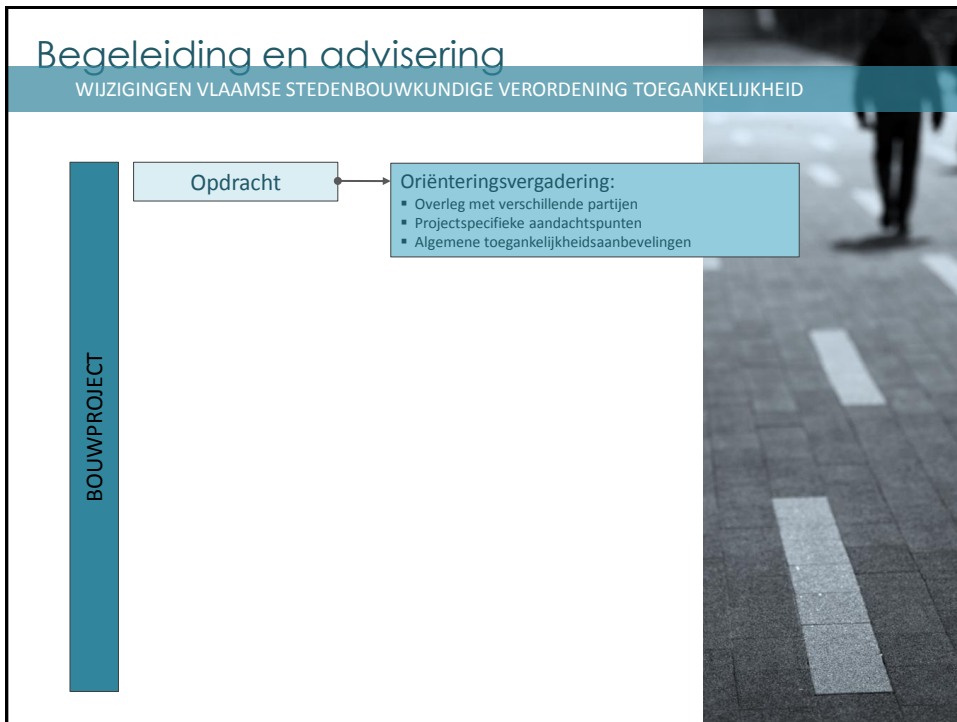 Begeleiding en advisering
WIJZIGINGEN VLAAMSE STEDENBOUWKUNDIGE VERORDENING TOEGANKELIJKHEID
BOUWPROJECT
Opdracht
Oriënteringsvergadering:
▪ Overleg met verschillende partijen
▪ Projectspecifieke aandachtspunten
▪ Algemene toegankelijkheidsaanbevelingen